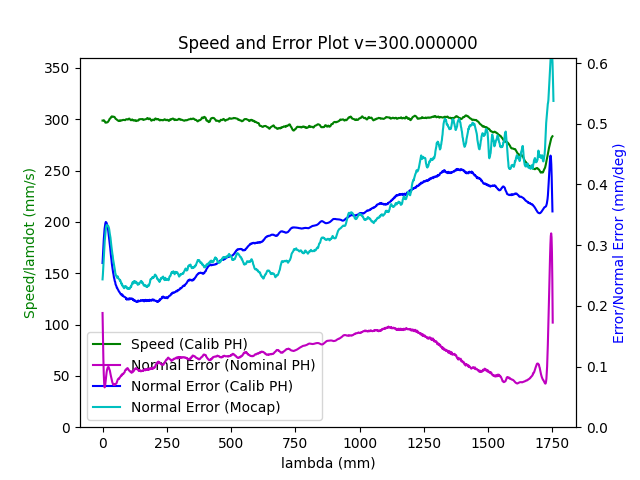 Speed and Error Plot v=300.000000
350
300
250
200
150
100
50
0
Speed/lamdot (mm/s)
0.6
0.5
0.4
0.3
0.2
0.1
0.0
Error/Normal Error (mm/deg)
Speed (Calib PH)
Normal Error (Nominal PH)
Normal Error (Calib PH)
Normal Error (Mocap)
0 250 500 750 1000 1250 1500 1750
lambda (mm)